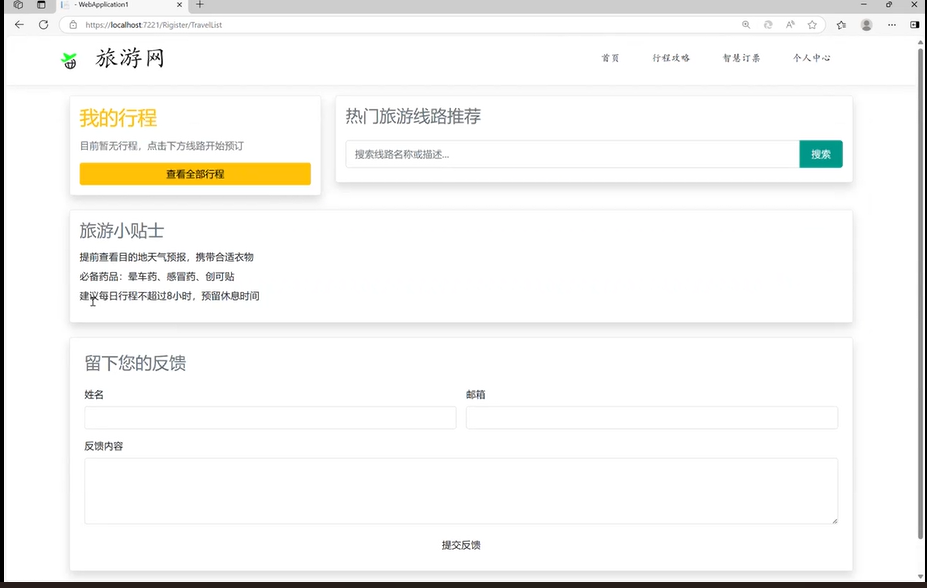 - WebApplication1
https://localhost:7221/Rigister/TravelList
旅游网
首页
行程攻略
智慧订票
个人中心
我的行程
目前暂无行程，点击下方线路开始预订
查看全部行程
热门旅游线路推荐
搜索线路名称或描述...
搜索
旅游小贴士
提前查看目的地天气预报，携带合适衣物
必备药品：晕车药、感冒药、创可贴
建议每日行程不超过8小时，预留休息时间
留下您的反馈
姓名
邮箱
反馈内容
提交反馈